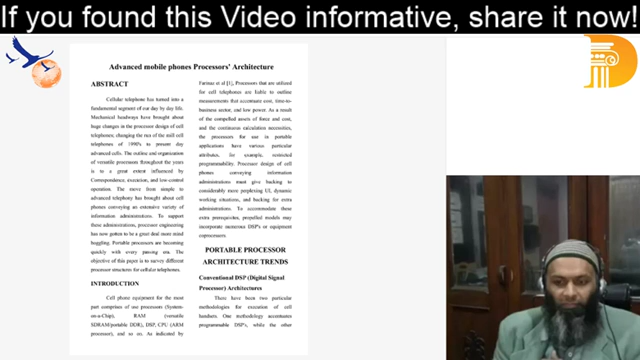 If you found this Video informative, share it now!
Advanced mobile phones Processors' Architecture
ABSTRACT
Cellular telephone has turned into a
fundamental segment of our day by day life.
Mechanical headways have brought about
huge changes in the processor design of cell
telephones; changing the run of the mill cell
telephones of 1990's to present day
advanced cells. The outline and organization
of versatile processors throughout the years
is to a great extent influenced by
Correspondence, execution, and low-control
operation. The move from simple to
advanced telephony has brought about cell
phones conveying an extensive variety of
information administrations. To support
these administrations, processor engineering
has now gotten to be a great deal more mind
boggling. Portable processors are becoming
quickly with every passing era. The
objective of this paper is to survey different
processor structures for cellular telephones.
INTRODUCTION
Cell phone equipment for the most
part comprises of one processors (System-
on-a-Chip), RAM (versatile
SDRAM/portable DDR), DSP, CPU (ARM
processor), and so on. As indicated by
et al [1], Processors that are utilized
for cell telephones are liable to outline
measurements that accentuate cost, time-to-
business sector, and low power. As a result
of the compelled assets of force and cost,
and the continuous calculation necessities,
the processors for use in portable
applications have various particular
attributes, for example, restricted
programmability. Processor design of cell
phones conveying information
administrations must give backing to
considerably more perplexing UI, dynamic
working situations, and backing for extra
administrations. To accommodate these
extra prerequisites, propelled models may
incorporate numerous DSP's or equipment
coprocessors.
PORTABLE PROCESSOR
ARCHITECTURE TRENDS
Conventional DSP (Digital Signal
Processor) Architectures
There have been two particular
methodologies for execution of cell
handsets. One methodology accentuates
programmable DSP's, while the other